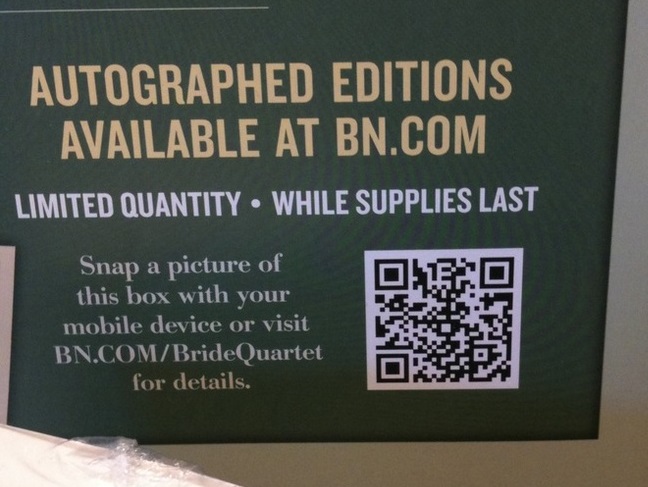 AUTOGRAPHED EDITIONS
AVAILABLE AT BN.COM
LIMITED QUANTITY • WHILE SUPPLIES LAST
Snap a picture of
this box with your
mobile device or visit
BN.COM/BrideQuartet
for details.